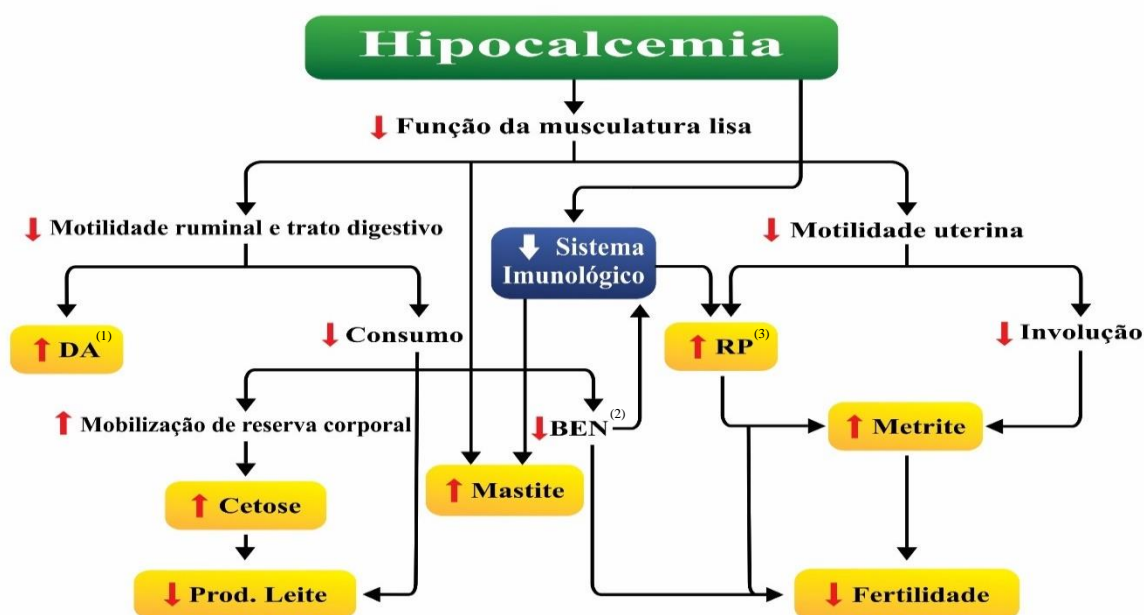 Hipocalcemia
Função da musculatura lisa
Motilidade ruminal e trato digestivo
Sistema
Imunológico
Motilidade uterina
DA (1)
Consumo
RP (3)
Involução
Mobilização de reserva corporal
BEN (2)
Metrite
Cetose
Mastite
Prod. Leite
Fertilidade